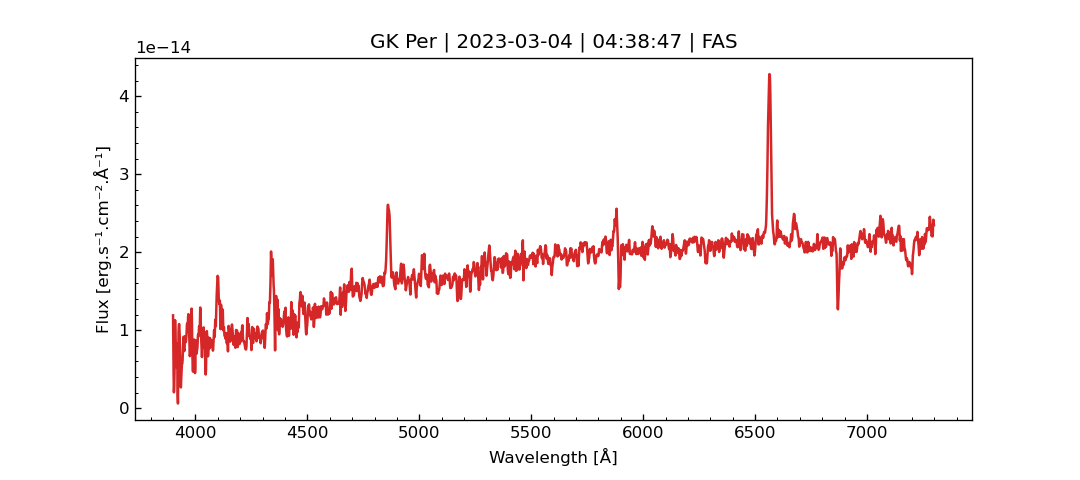 GK Per | 2023-03-04 | 04:38:47 | FAS
1e−14
4
3
2
1
0
Flux [erg.s⁻¹.cm⁻².Å⁻¹]
4000 4500 5000 5500 6000 6500 7000
Wavelength [Å]